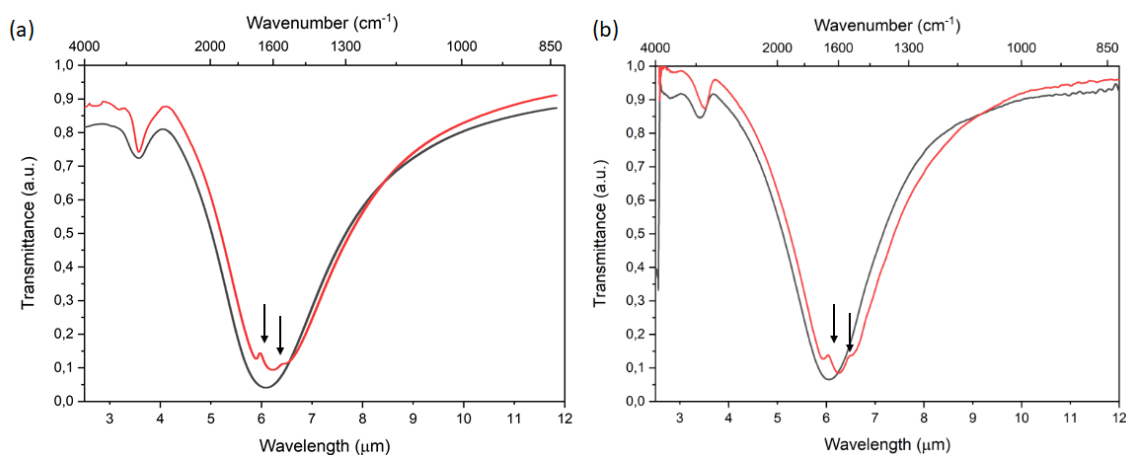 (a)
Wavenumber (cm⁻¹)
4000 2000 1600 1300 1000 850
1,0
0,9
0,8
0,7
0,6
0,5
0,4
0,3
0,2
0,1
0,0
Transmittance (a.u.)
3 4 5 6 7 8 9 10 11 12
Wavelength (μm)
(b)
Wavenumber (cm⁻¹)
4000 2000 1600 1300 1000 850
1,0
0,9
0,8
0,7
0,6
0,5
0,4
0,3
0,2
0,1
0,0
Transmittance (a.u.)
3 4 5 6 7 8 9 10 11 12
Wavelength (μm)